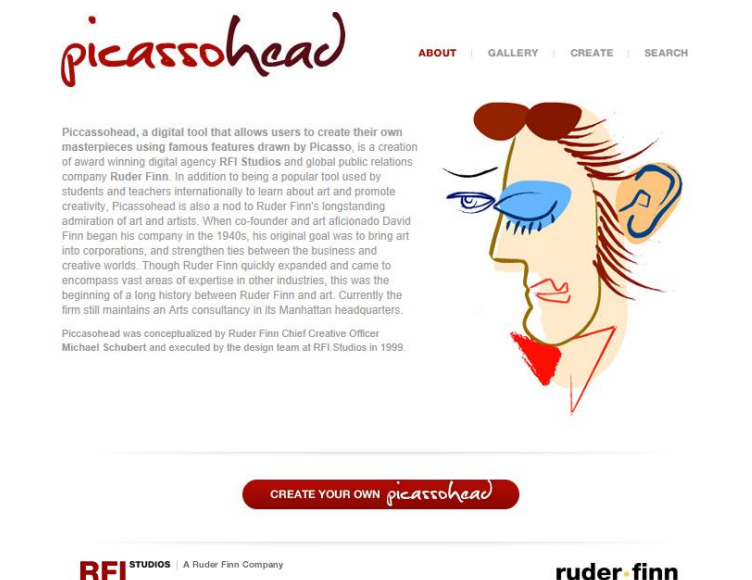 picassohead
ABOUT | GALLERY | CREATE | SEARCH
Piccassohead, a digital tool that allows users to create their own
masterpieces using famous features drawn by Picasso, is a creation
of award winning digital agency RFI Studios and global public relations
company Ruder Finn. In addition to being a popular tool used by
students and teachers internationally to learn about art and promote
creativity, Picassohead is also a nod to Ruder Finn's longstanding
admiration of art and artists. When co-founder and art aficionado David
Finn began his company in the 1940s, his original goal was to bring art
into corporations, and strengthen ties between the business and
creative worlds. Though Ruder Finn quickly expanded and came to
encompass vast areas of expertise in other industries, this was the
beginning of a long history between Ruder Finn and art. Currently the
firm still maintains an Arts consultancy in its Manhattan headquarters.
Piccasohead was conceptualized by Ruder Finn Chief Creative Officer
Michael Schubert and executed by the design team at RFI Studios in 1999.
CREATE YOUR OWN picassohead
RFI STUDIOS | A Ruder Finn Company
ruder·finn